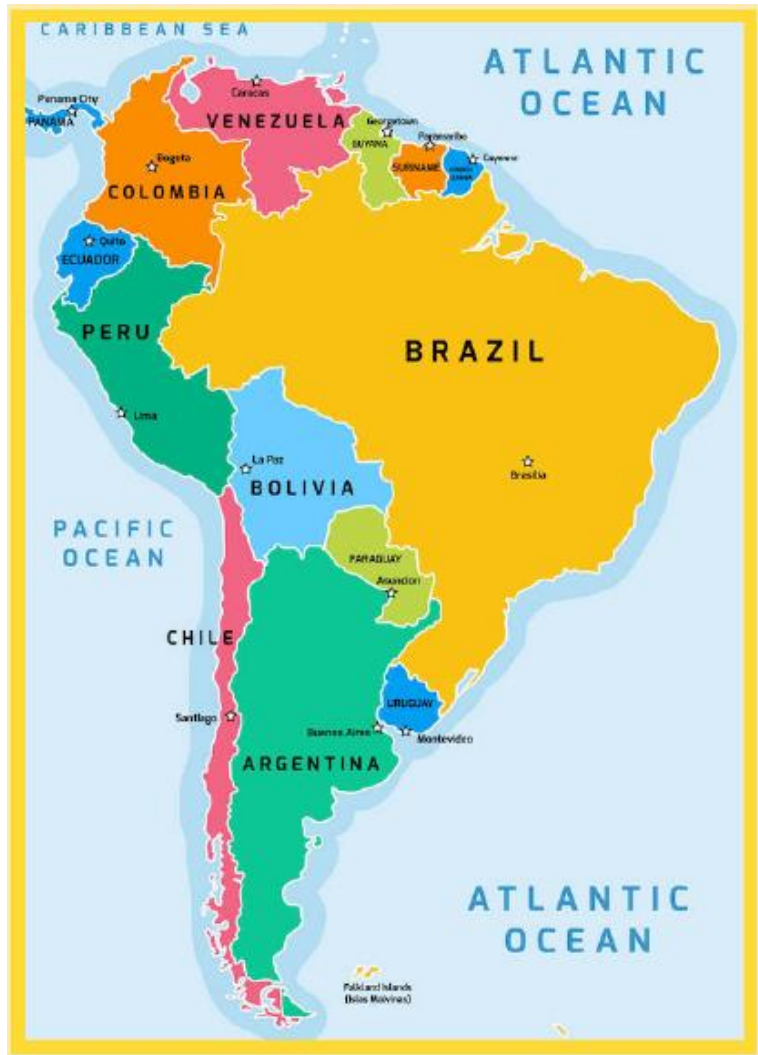 CARIBBEAN SEA
ATLANTIC
OCEAN
Panama City
PANAMA
Caracas
VENEZUELA
Georgetown
GUYANA
Paramaribo
SURINAME
Cayenne
Bogota
COLOMBIA
Quito
ECUADOR
PERU
BRAZIL
Lima
La Paz
BOLIVIA
Brasilia
PACIFIC
OCEAN
PARAGUAY
Asuncion
CHILE
Santiago
URUGUAY
Buenos Aires
Montevideo
ARGENTINA
ATLANTIC
OCEAN
Falkland Islands
(Islas Malvinas)